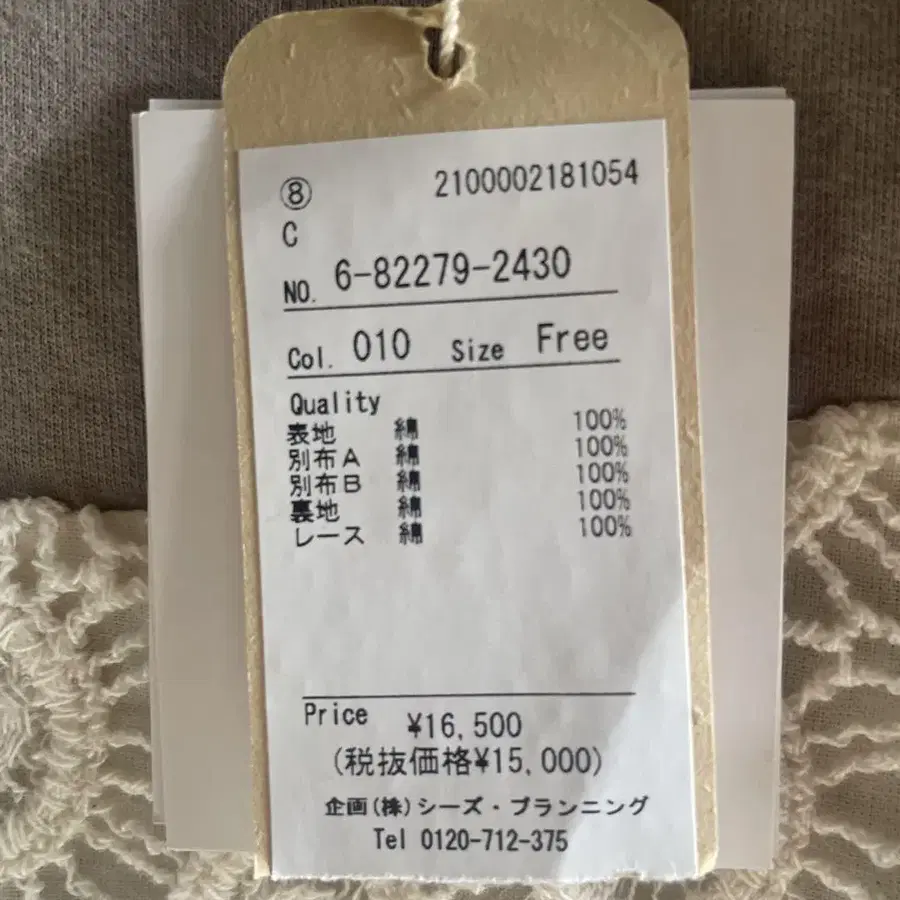 ⑧ 2100002181054
C
NO. 6-82279-2430
Col. 010 Size Free
Quality
表地 綿 100%
別布A 綿 100%
別布B 綿 100%
裏地 綿 100%
レース 綿 100%
Price ¥16,500
(税抜価格¥15,000)
企画(株)シーズ・プランニング
Tel 0120-712-375